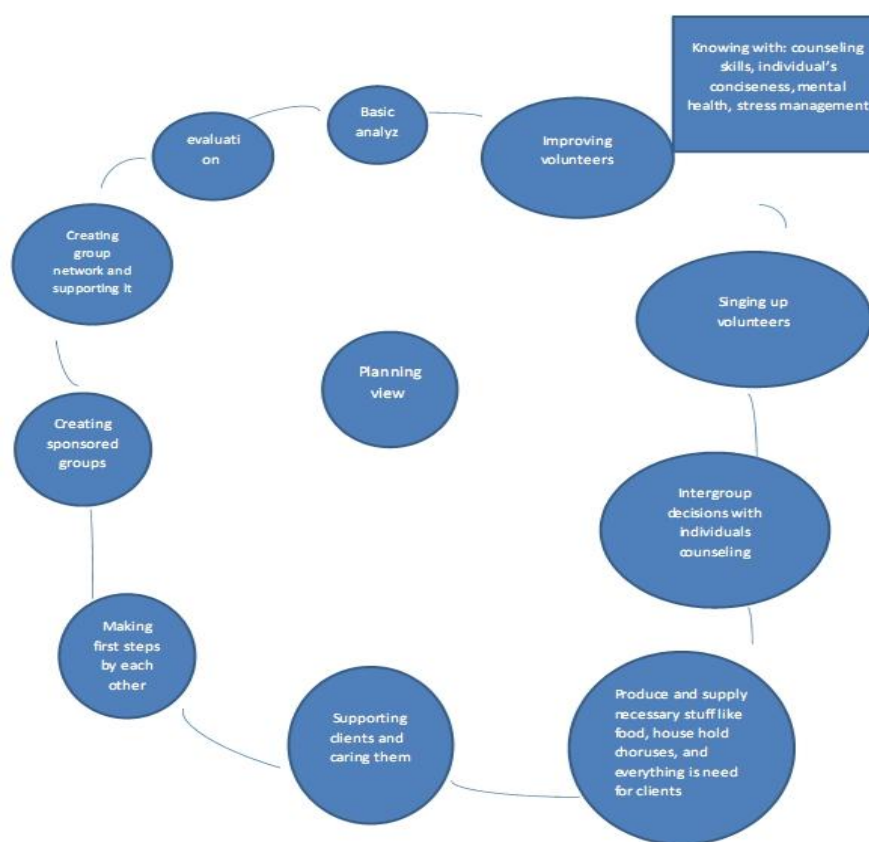 Knowing with: counseling
skills, individual's
conciseness, mental
health, stress management
Basic
analyz
Improving
volunteers
evaluati
on
Creating
group
network and
supporting it
Singing up
volunteers
Planning
view
Creating
sponsored
groups
Intergroup
decisions with
individuals
counseling
Making
first steps
by each
other
Supporting
clients and
caring them
Produce and supply
necessary stuff like
food, house hold
choruses, and
everything is need
for clients